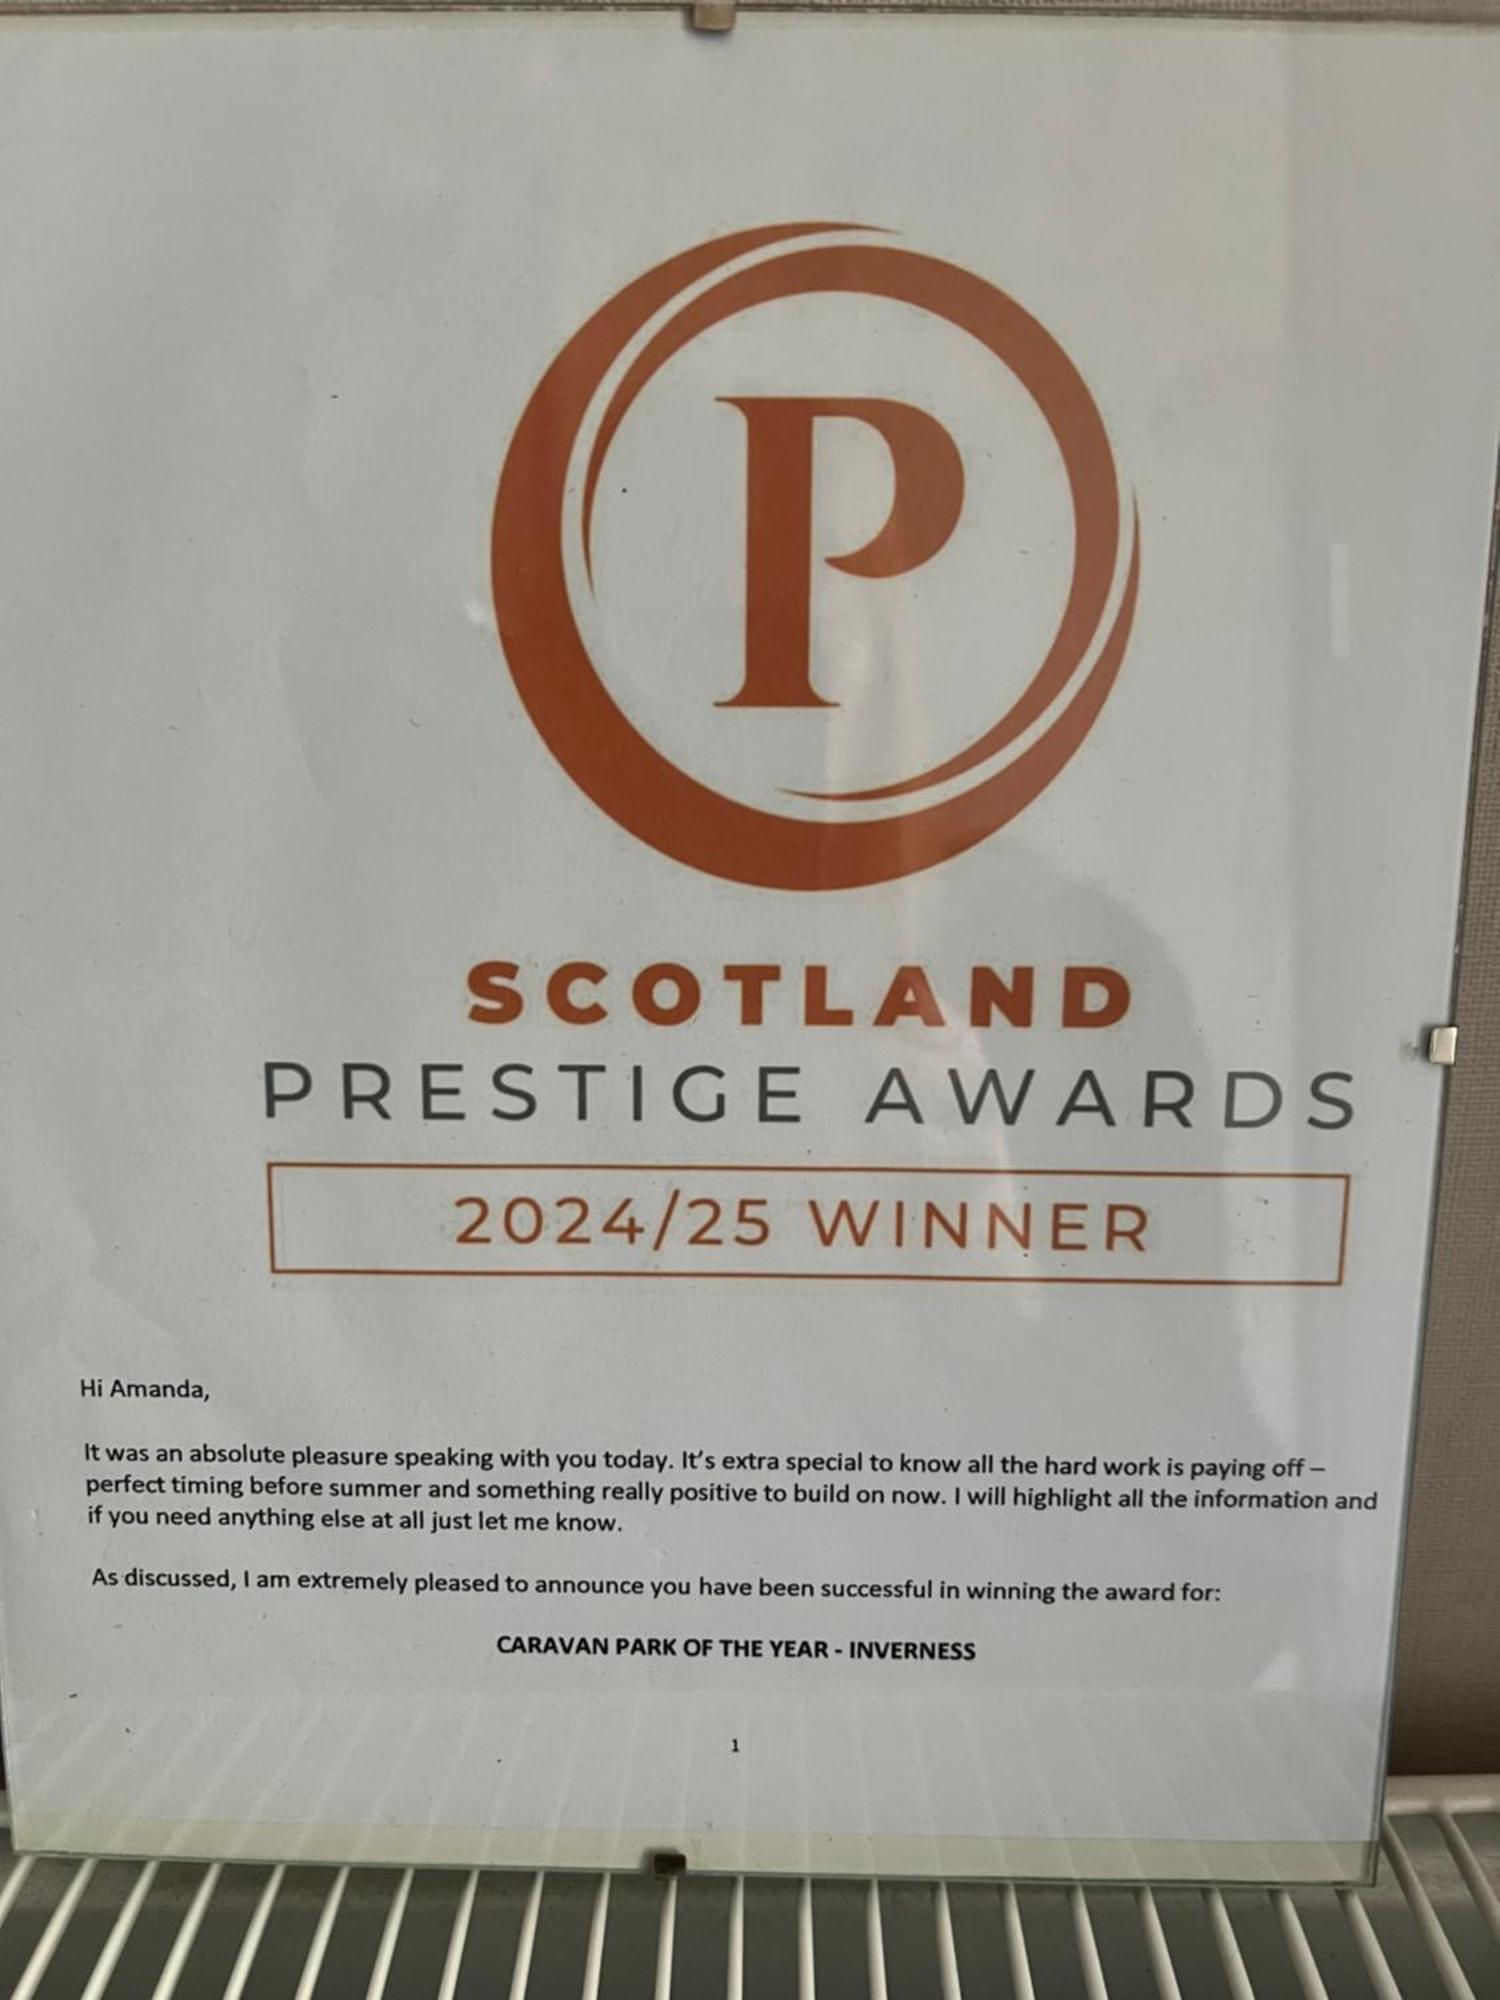 P
SCOTLAND
PRESTIGE AWARDS
2024/25 WINNER
Hi Amanda,
It was an absolute pleasure speaking with you today. It's extra special to know all the hard work is paying off –
perfect timing before summer and something really positive to build on now. I will highlight all the information and
if you need anything else at all just let me know.
As discussed, I am extremely pleased to announce you have been successful in winning the award for:
CARAVAN PARK OF THE YEAR - INVERNESS
1